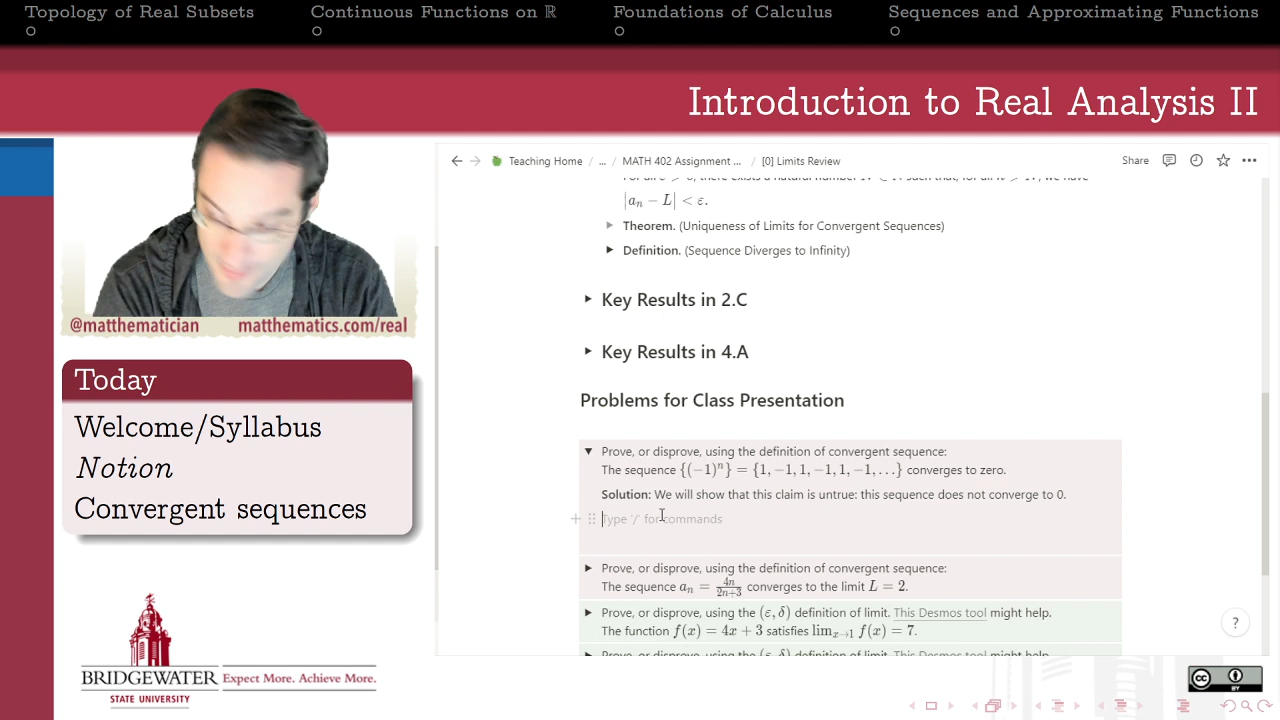 Topology of Real Subsets
Continuous Functions on ℝ
Foundations of Calculus
Sequences and Approximating Functions
Introduction to Real Analysis II
Teaching Home / ... / MATH 402 Assignment ... / [0] Limits Review
Share
|aₙ − L| < ε.
Theorem. (Uniqueness of Limits for Convergent Sequences)
Definition. (Sequence Diverges to Infinity)
Key Results in 2.C
Key Results in 4.A
Problems for Class Presentation
Prove, or disprove, using the definition of convergent sequence:
The sequence {(−1)ⁿ} = {1, −1, 1, −1, 1, −1, …} converges to zero.
Solution: We will show that this claim is untrue: this sequence does not converge to 0.
Type '/' for commands
Prove, or disprove, using the definition of convergent sequence:
The sequence aₙ = 4n/2n+3 converges to the limit L = 2.
Prove, or disprove, using the (ε, δ) definition of limit. This Desmos tool might help.
The function f(x) = 4x + 3 satisfies limₓ→₁ f(x) = 7.
?
@matthematician matthematics.com/real
Today
Welcome/Syllabus
Notion
Convergent sequences
BRIDGEWATER
STATE UNIVERSITY
Expect More. Achieve More.
CC
BY